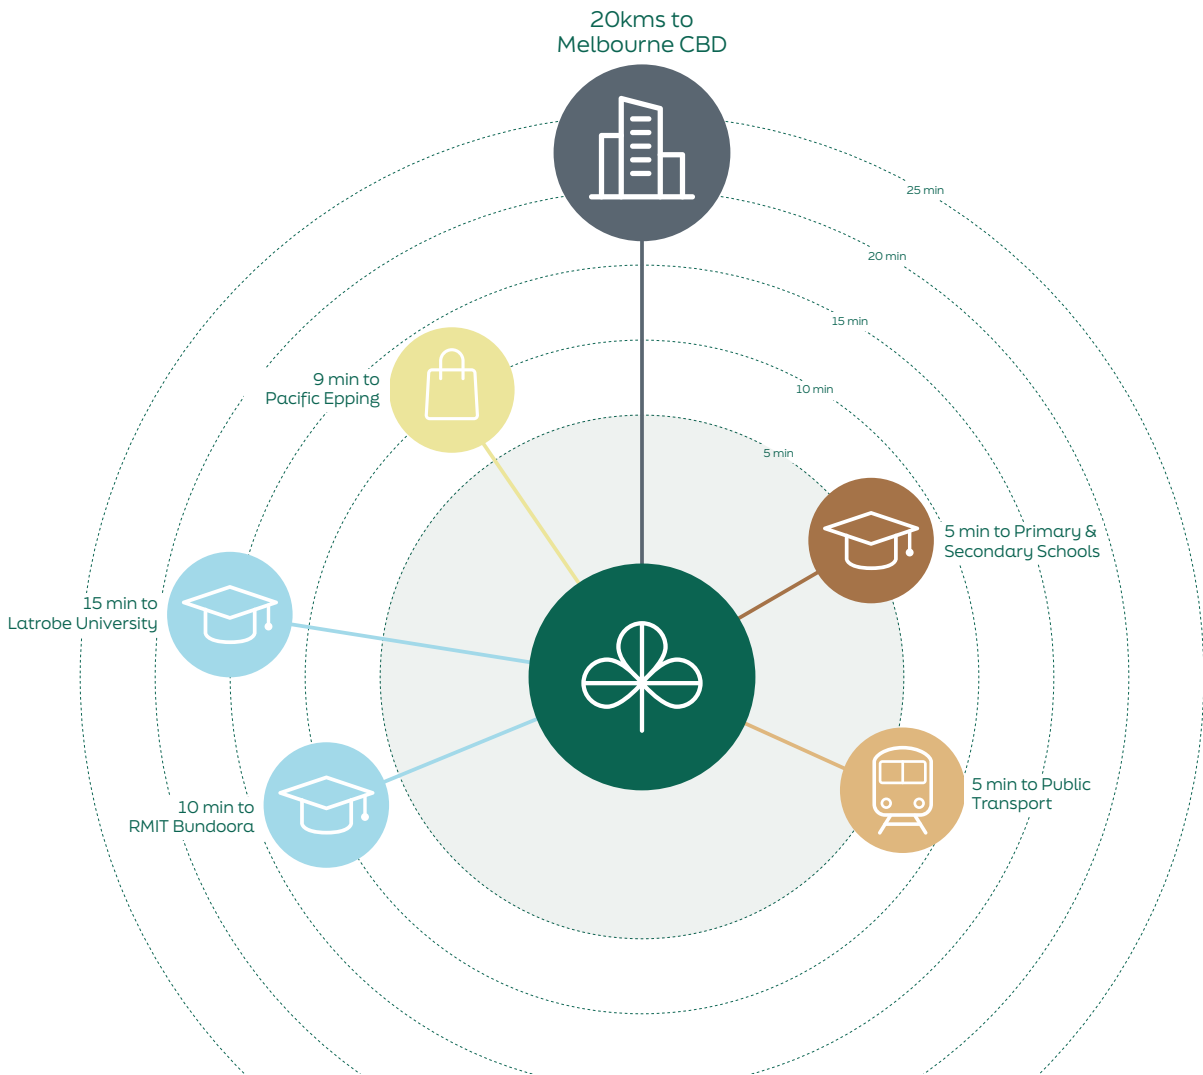 20kms to
Melbourne CBD
25 min
20 min
15 min
10 min
5 min
9 min to
Pacific Epping
5 min to Primary &
Secondary Schools
15 min to
Latrobe University
5 min to Public
Transport
10 min to
RMIT Bundoora